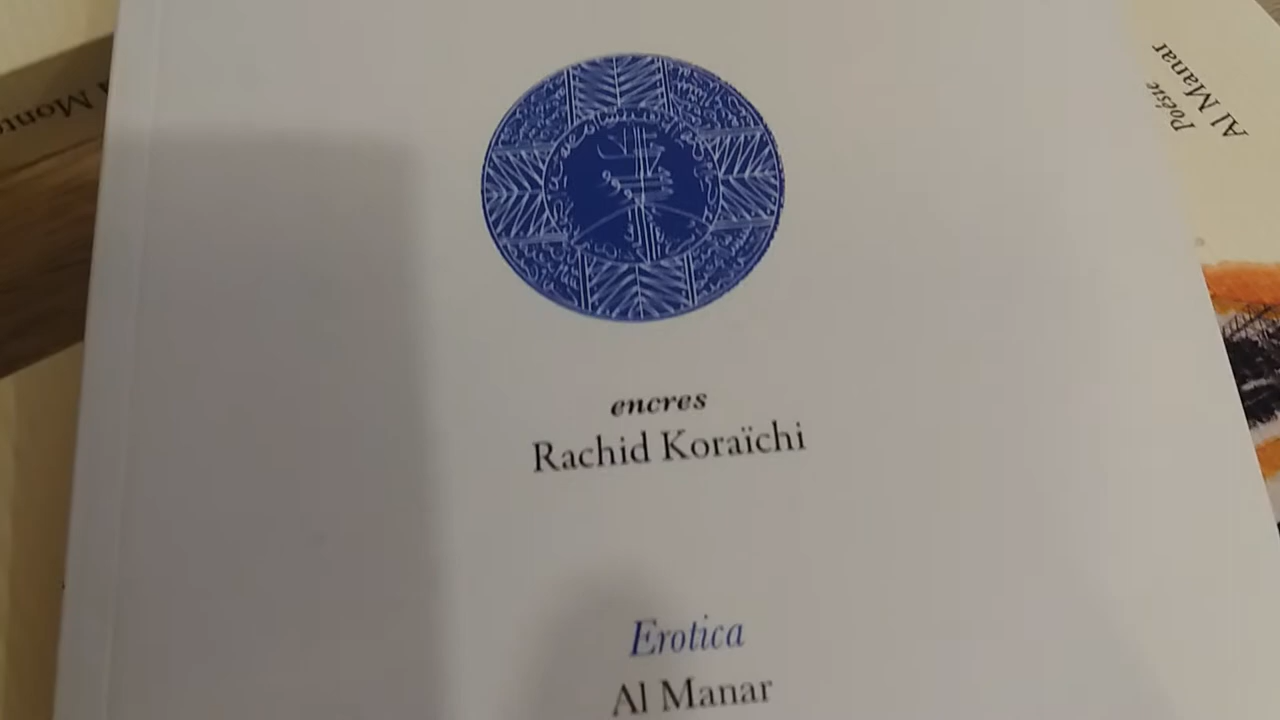 encres
Rachid Koraïchi
Erotica
Al Manar
Poésie
Al Manar